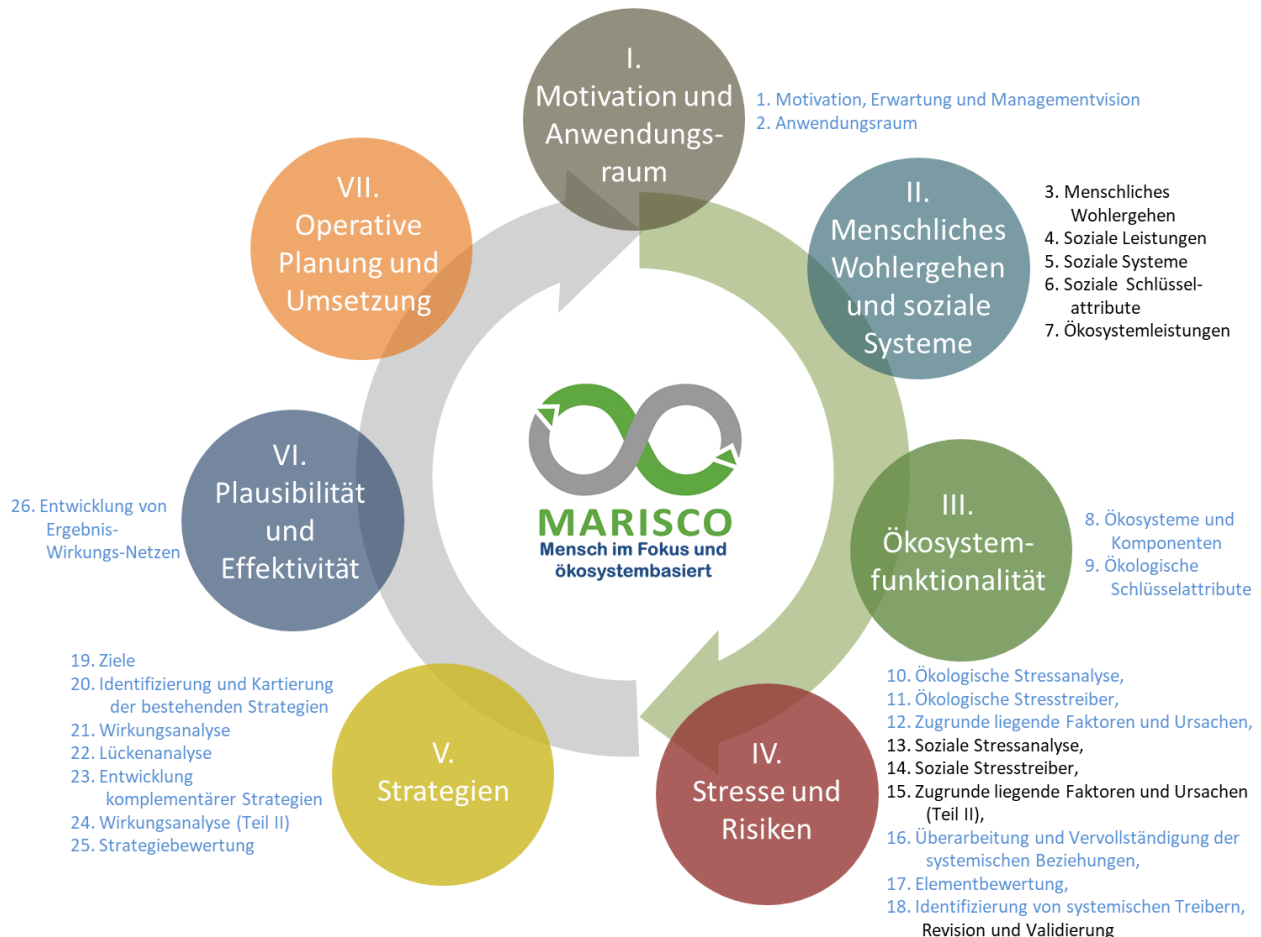 I.
Motivation und
Anwendungs-
raum
1. Motivation, Erwartung und Managementvision
2. Anwendungsraum
II.
Menschliches
Wohlergehen
und soziale
Systeme
3. Menschliches
Wohlergehen
4. Soziale Leistungen
5. Soziale Systeme
6. Soziale Schlüssel-
attribute
7. Ökosystemleistungen
III.
Ökosystem-
funktionalität
8. Ökosysteme und
Komponenten
9. Ökologische
Schlüsselattribute
IV.
Stresse und
Risiken
10. Ökologische Stressanalyse,
11. Ökologische Stresstreiber,
12. Zugrunde liegende Faktoren und Ursachen,
13. Soziale Stressanalyse,
14. Soziale Stresstreiber,
15. Zugrunde liegende Faktoren und Ursachen
(Teil II),
16. Überarbeitung und Vervollständigung der
systemischen Beziehungen,
17. Elementbewertung,
18. Identifizierung von systemischen Treibern,
Revision und Validierung
V.
Strategien
19. Ziele
20. Identifizierung und Kartierung
der bestehenden Strategien
21. Wirkungsanalyse
22. Lückenanalyse
23. Entwicklung
komplementärer Strategien
24. Wirkungsanalyse (Teil II)
25. Strategiebewertung
VI.
Plausibilität
und
Effektivität
26. Entwicklung von
Ergebnis-
Wirkungs-Netzen
VII.
Operative
Planung und
Umsetzung
MARISCO
Mensch im Fokus und
ökosystembasiert